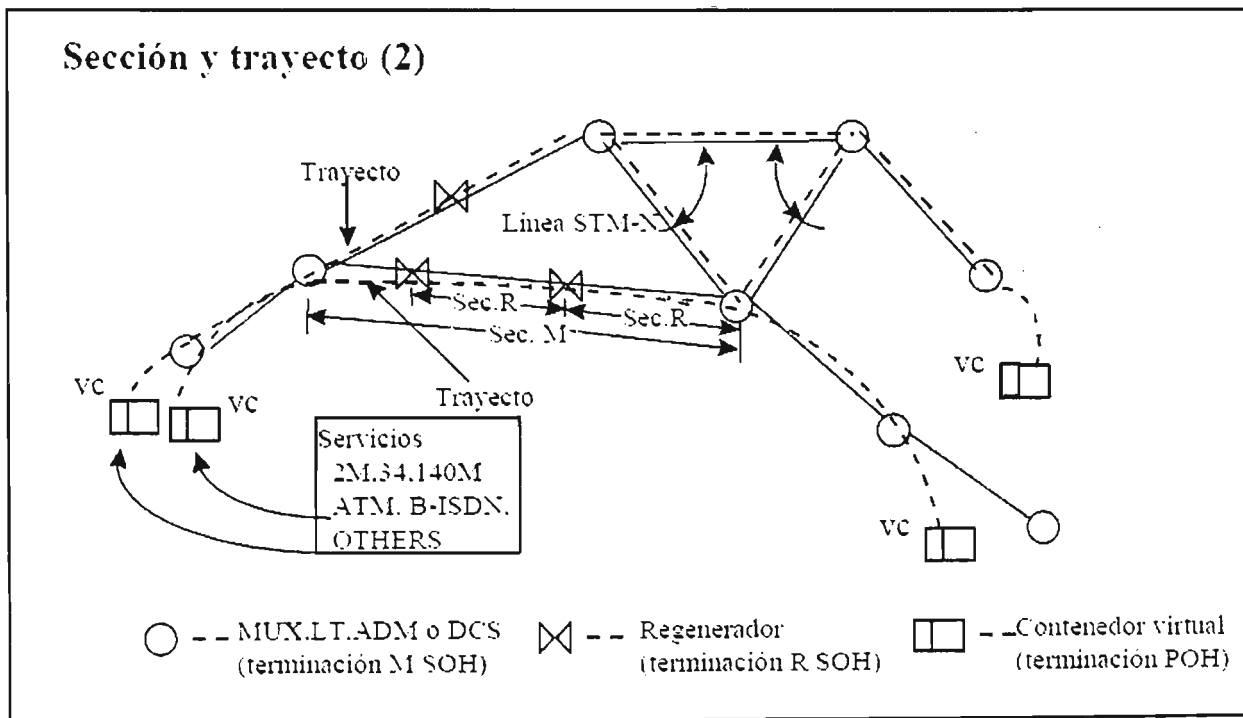 Sección y trayecto (2)
Trayecto
Línea STM-N
Sec.R
Sec.R
Sec. M
Trayecto
VC
VC
VC
VC
Servicios
2M.34.140M
ATM. B-ISDN.
OTHERS
MUX.LT.ADM o DCS
(terminación M SOH)
Regenerador
(terminación R SOH)
Contenedor virtual
(terminación POH)